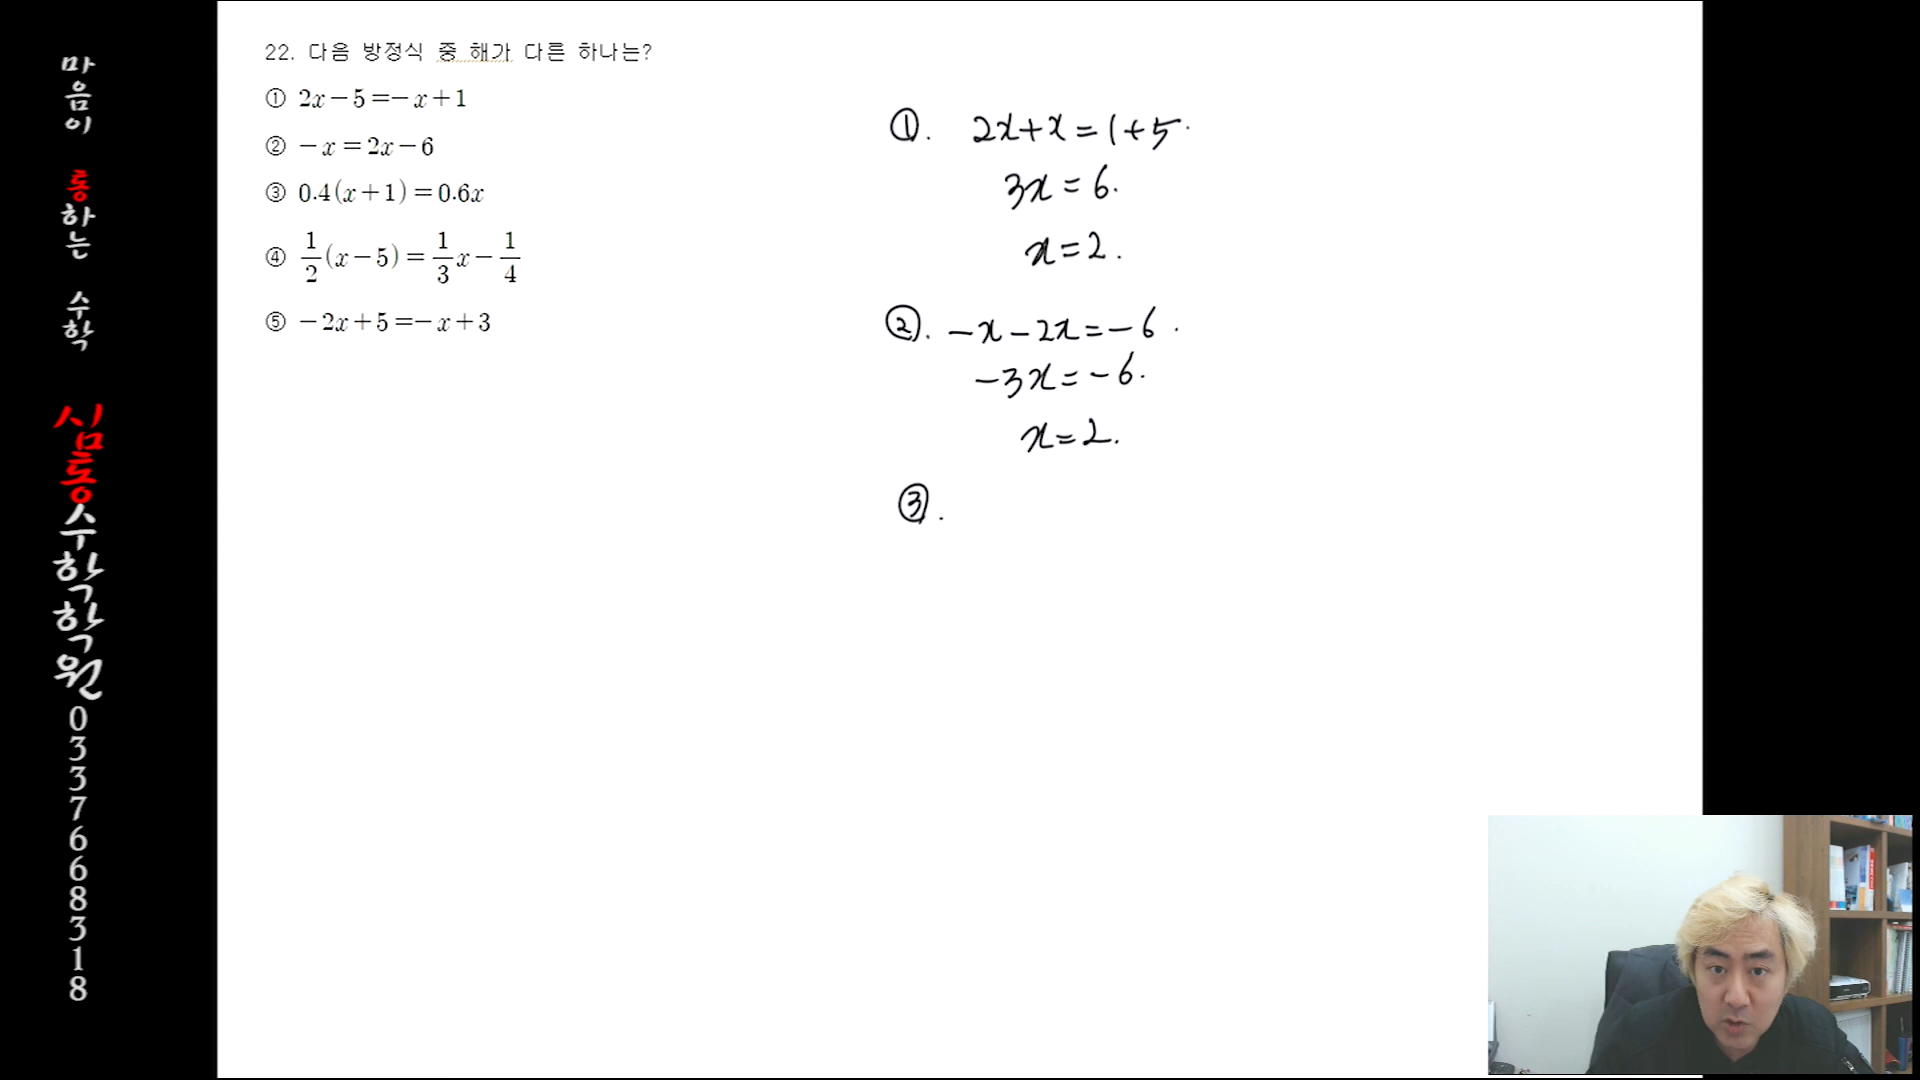 마음이 통하는 수학
심통수학학원
0337668318
22. 다음 방정식 중 해가 다른 하나는?
① 2x-5=-x+1
② -x=2x-6
③ 0.4(x+1)=0.6x
④ 1/2(x-5)=1/3x-1/4
⑤ -2x+5=-x+3
①. 2x+x=1+5.
3x=6.
x=2.
②. -x-2x=-6.
-3x=-6.
x=2.
③.